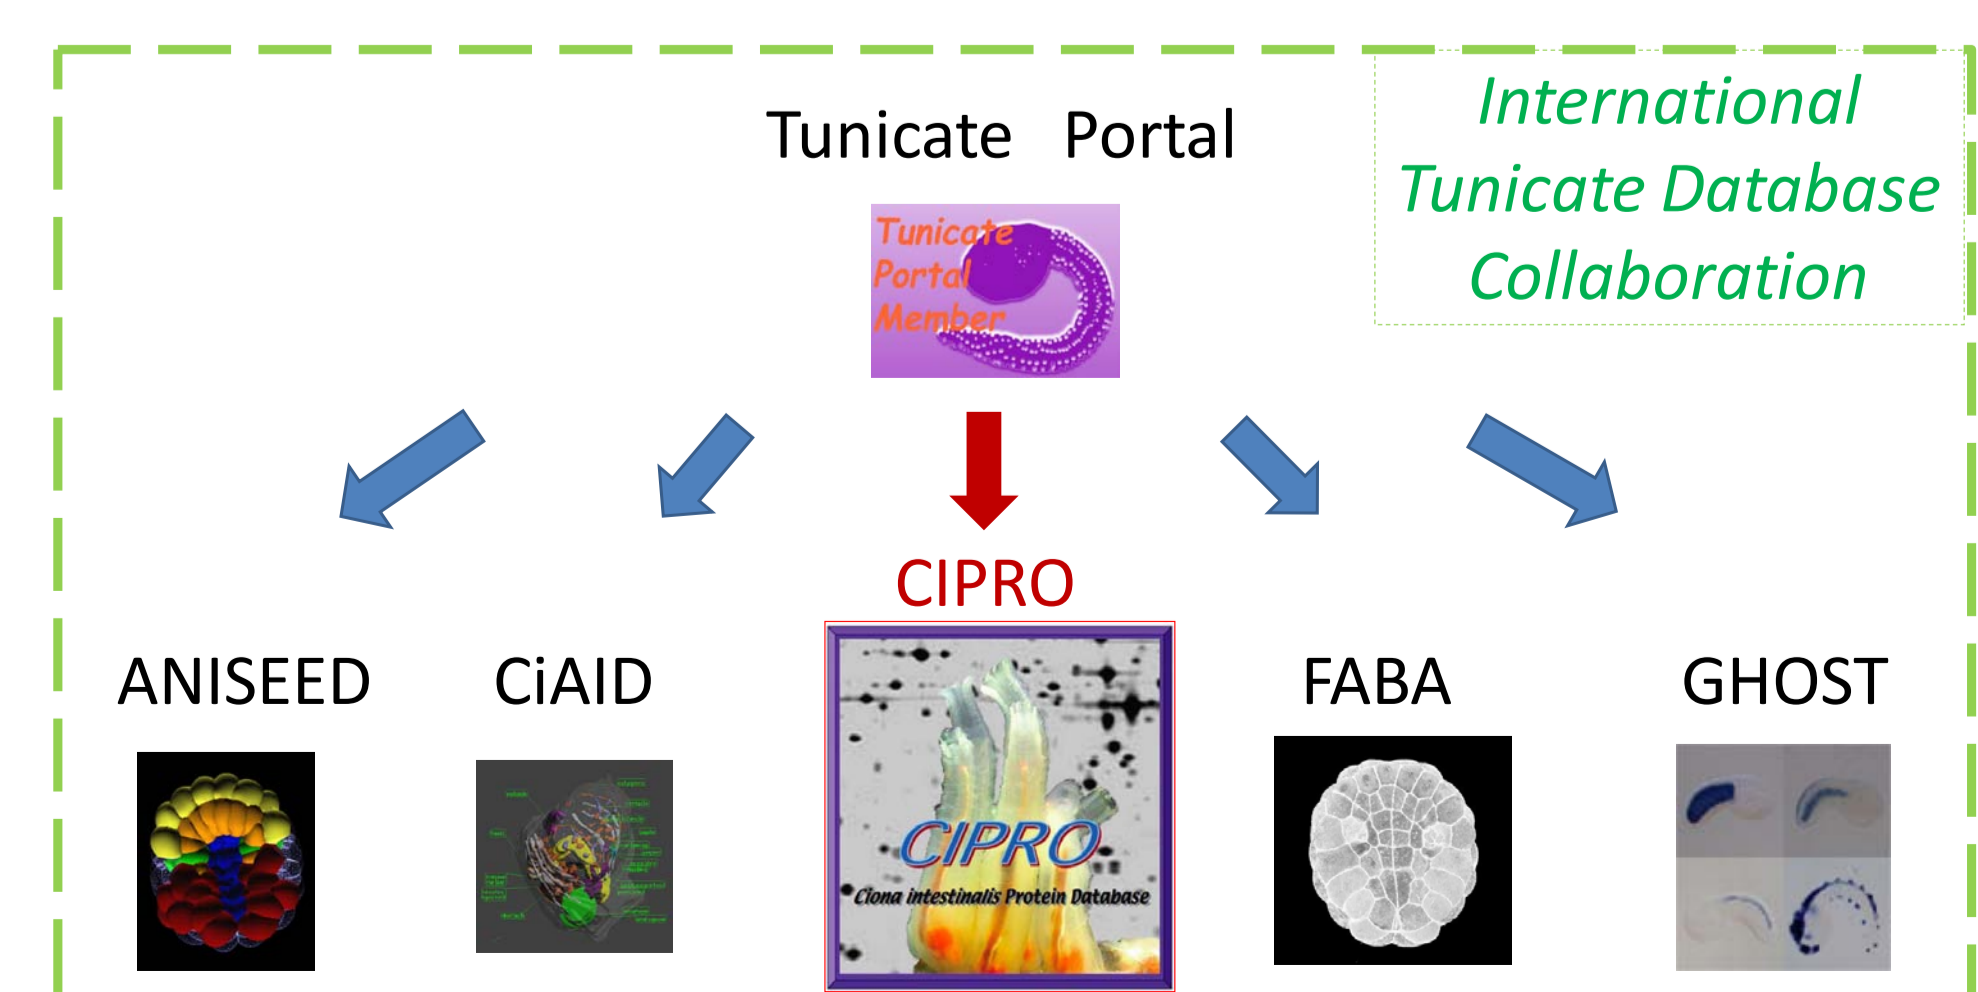 Tunicate Portal
International
Tunicate Database
Collaboration
Tunicate
Portal
Member
CIPRO
ANISEED
CiAID
FABA
GHOST
CIPRO
Ciona intestinalis Protein Database